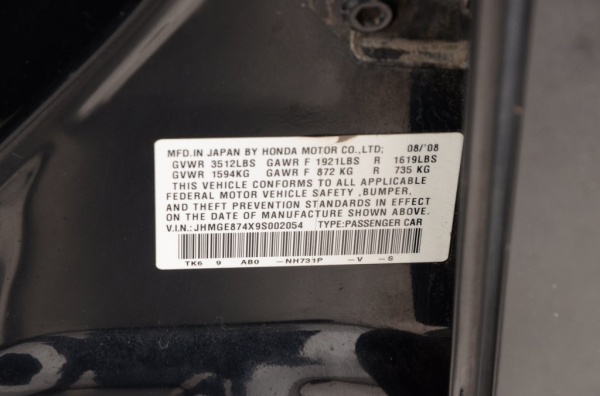 MFD.IN JAPAN BY HONDA MOTOR CO.,LTD; 08/'08
GVWR 3512LBS GAWR F 1921LBS R 1619LBS
GVWR 1594KG GAWR F 872 KG R 735 KG
THIS VEHICLE CONFORMS TO ALL APPLICABLE
FEDERAL MOTOR VEHICLE SAFETY ,BUMPER,
AND THEFT PREVENTION STANDARDS IN EFFECT
ON THE DATE OF MANUFACTURE SHOWN ABOVE.
V.I.N.: JHMGE874X9S002054 TYPE:PASSENGER CAR
TK6 9 AB0 -NH731P -V -S